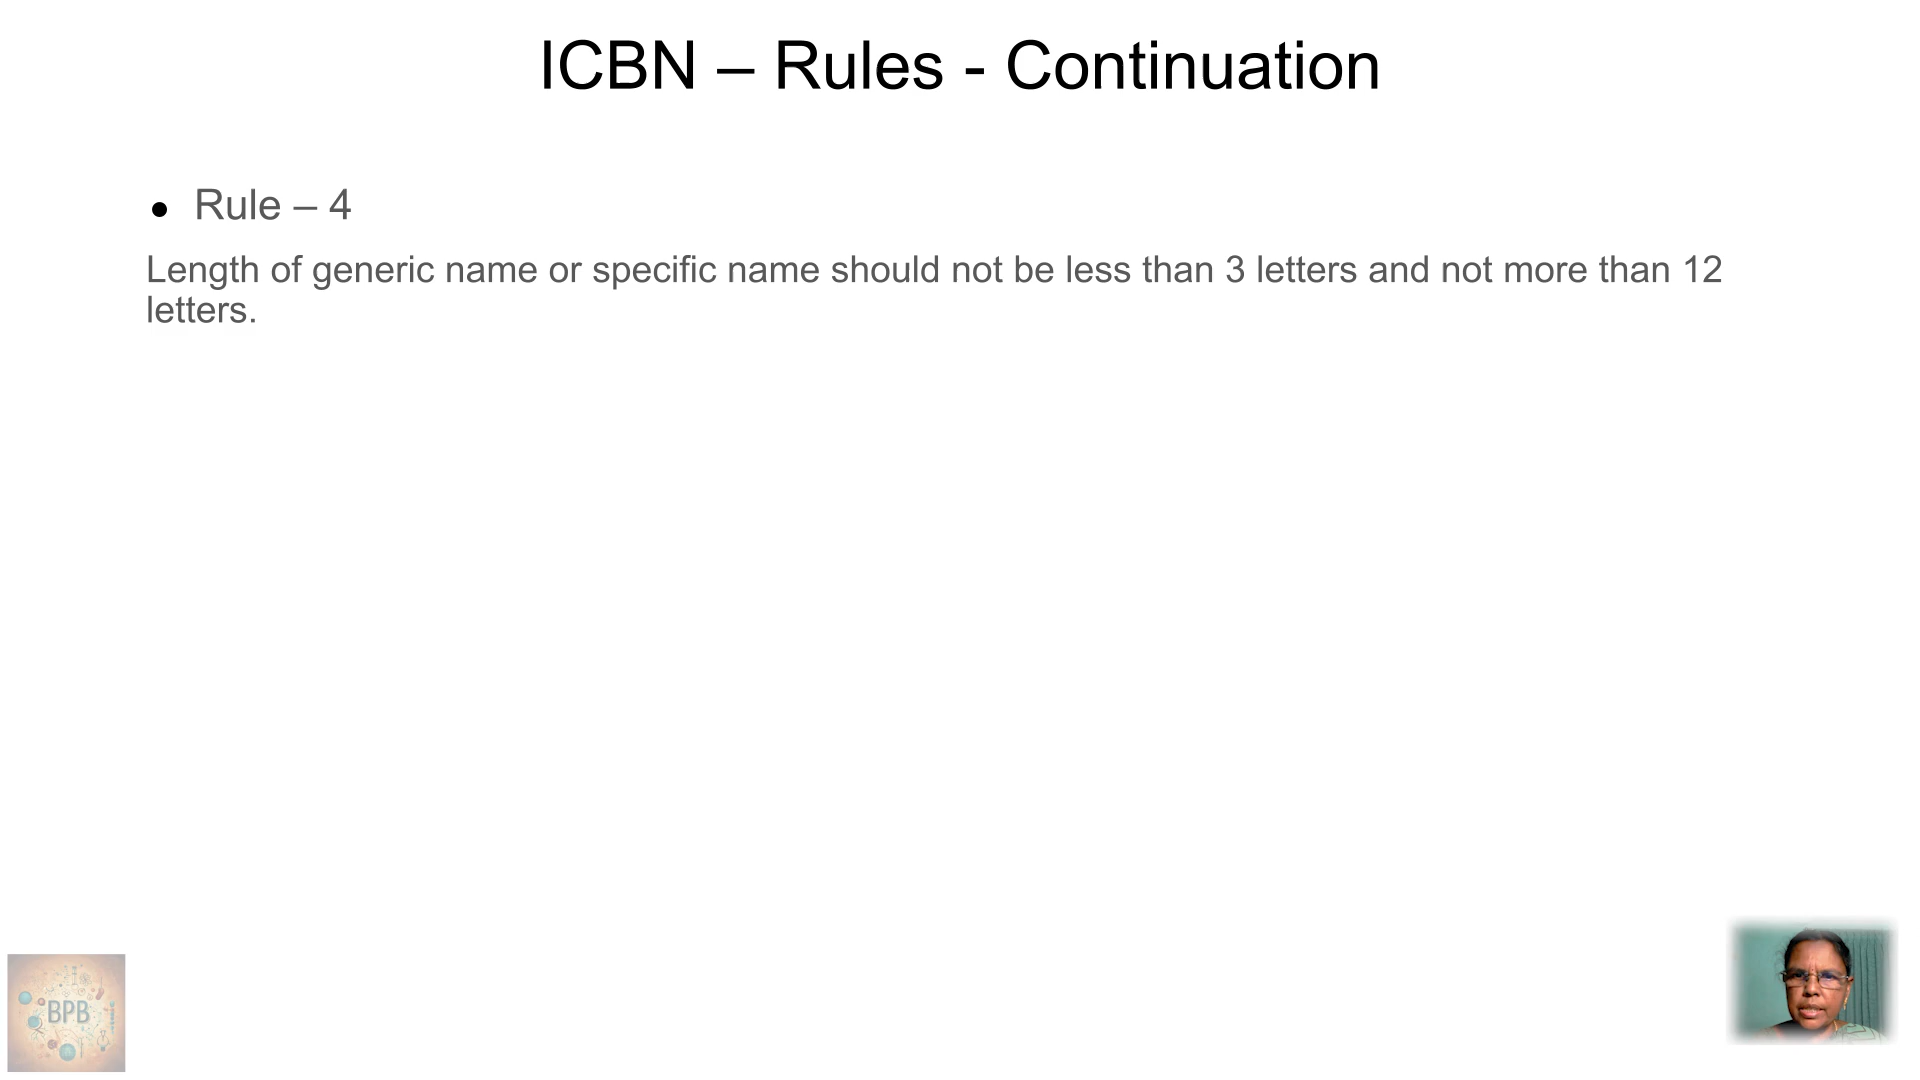 ICBN – Rules - Continuation
● Rule – 4
Length of generic name or specific name should not be less than 3 letters and not more than 12
letters.
BPB